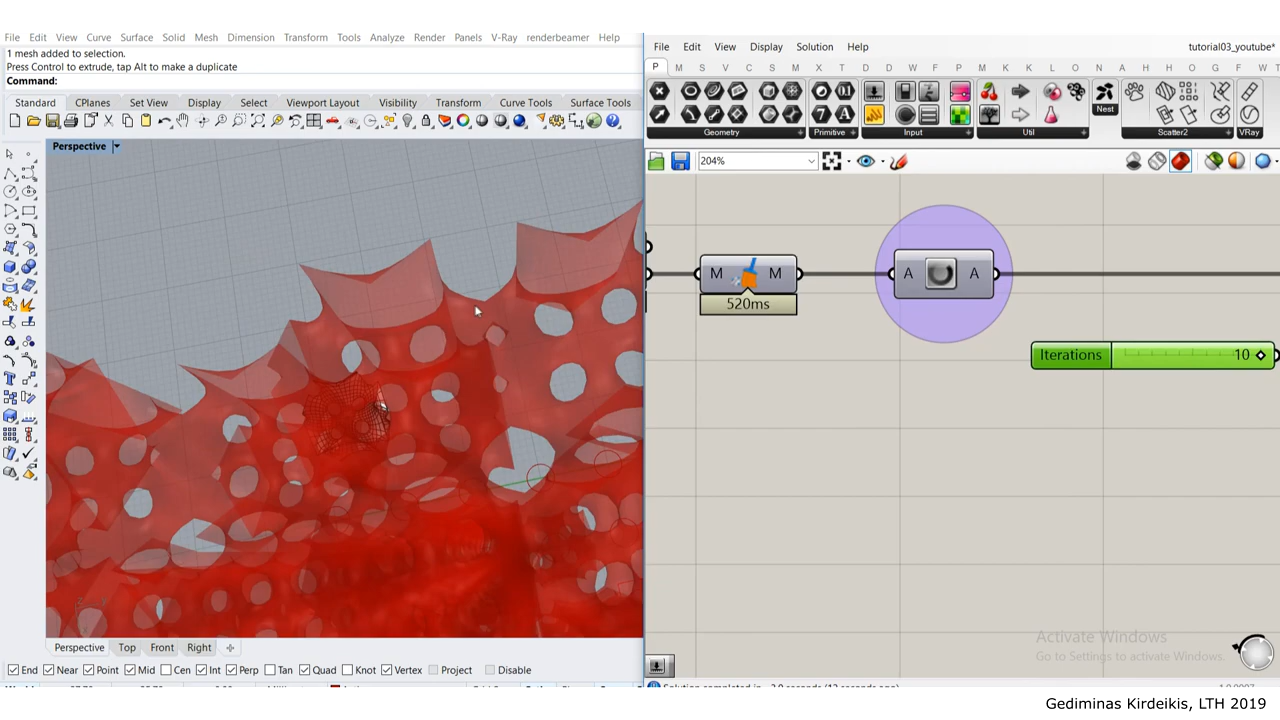 File Edit View Curve Surface Solid Mesh Dimension Transform Tools Analyze Render Panels V-Ray renderbeamer Help
1 mesh added to selection.
Press Control to extrude, tap Alt to make a duplicate
Command:
Standard CPlanes Set View Display Select Viewport Layout Visibility Transform Curve Tools Surface Tools
Perspective
Perspective Top Front Right
End Near Point Mid Cen Int Perp Tan Quad Knot Vertex Project Disable
File Edit View Display Solution Help tutorial03_youtube*
P M S V C S M X T D D W F P M K K L O N A E H O F W T
Geometry Primitive Input Util Nest Scatter2 VRay
204%
M M
520ms
A A
Iterations 10
Activate Windows
Go to Settings to activate Windows.
Gediminas Kirdeikis, LTH 2019